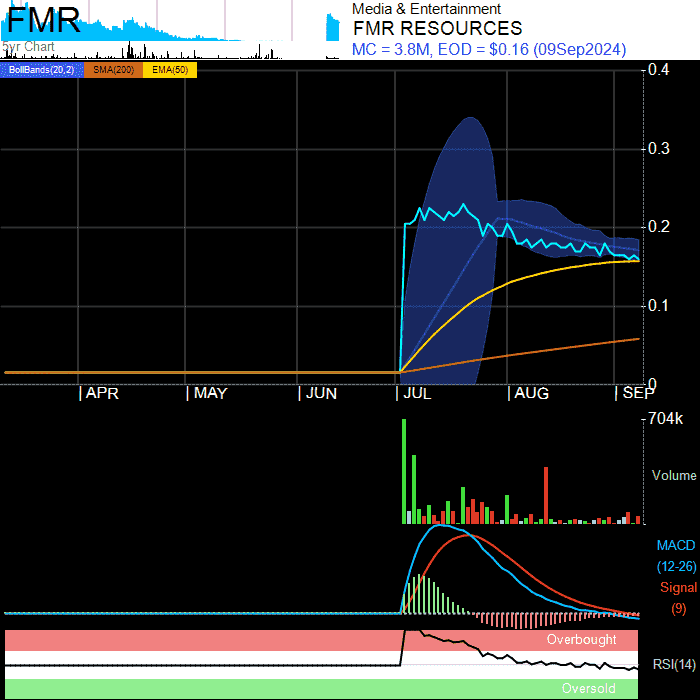 FMR
5yr Chart
Media & Entertainment
FMR RESOURCES
MC = 3.8M, EOD = $0.16 (09Sep2024)
BollBands(20,2) SMA(200) EMA(50)
0.4
0.3
0.2
0.1
0
APR MAY JUN JUL AUG SEP
704k
Volume
MACD
(12-26)
Signal
(9)
Overbought
RSI(14)
Oversold